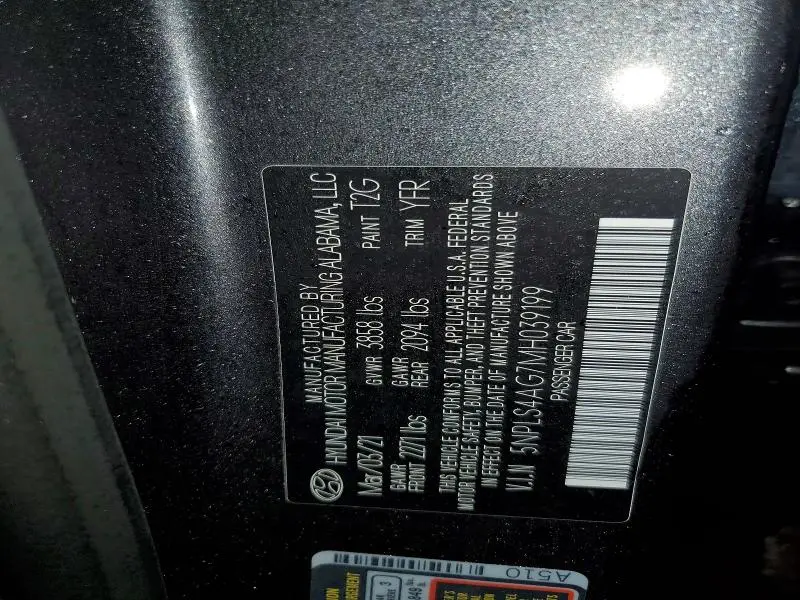 MANUFACTURED BY
HYUNDAI MOTOR MANUFACTURING ALABAMA, LLC
Mar/03/21 GVWR 3858 lbs PAINT T2G
GAWR FRONT 2271 lbs GAWR REAR 2094 lbs TRIM YFR
THIS VEHICLE CONFORMS TO ALL APPLICABLE U.S.A. FEDERAL
MOTOR VEHICLE SAFETY, BUMPER, AND THEFT PREVENTION STANDARDS
IN EFFECT ON THE DATE OF MANUFACTURE SHOWN ABOVE
V.I.N 5NPLS4AG7MH039199
PASSENGER CAR
A510
3